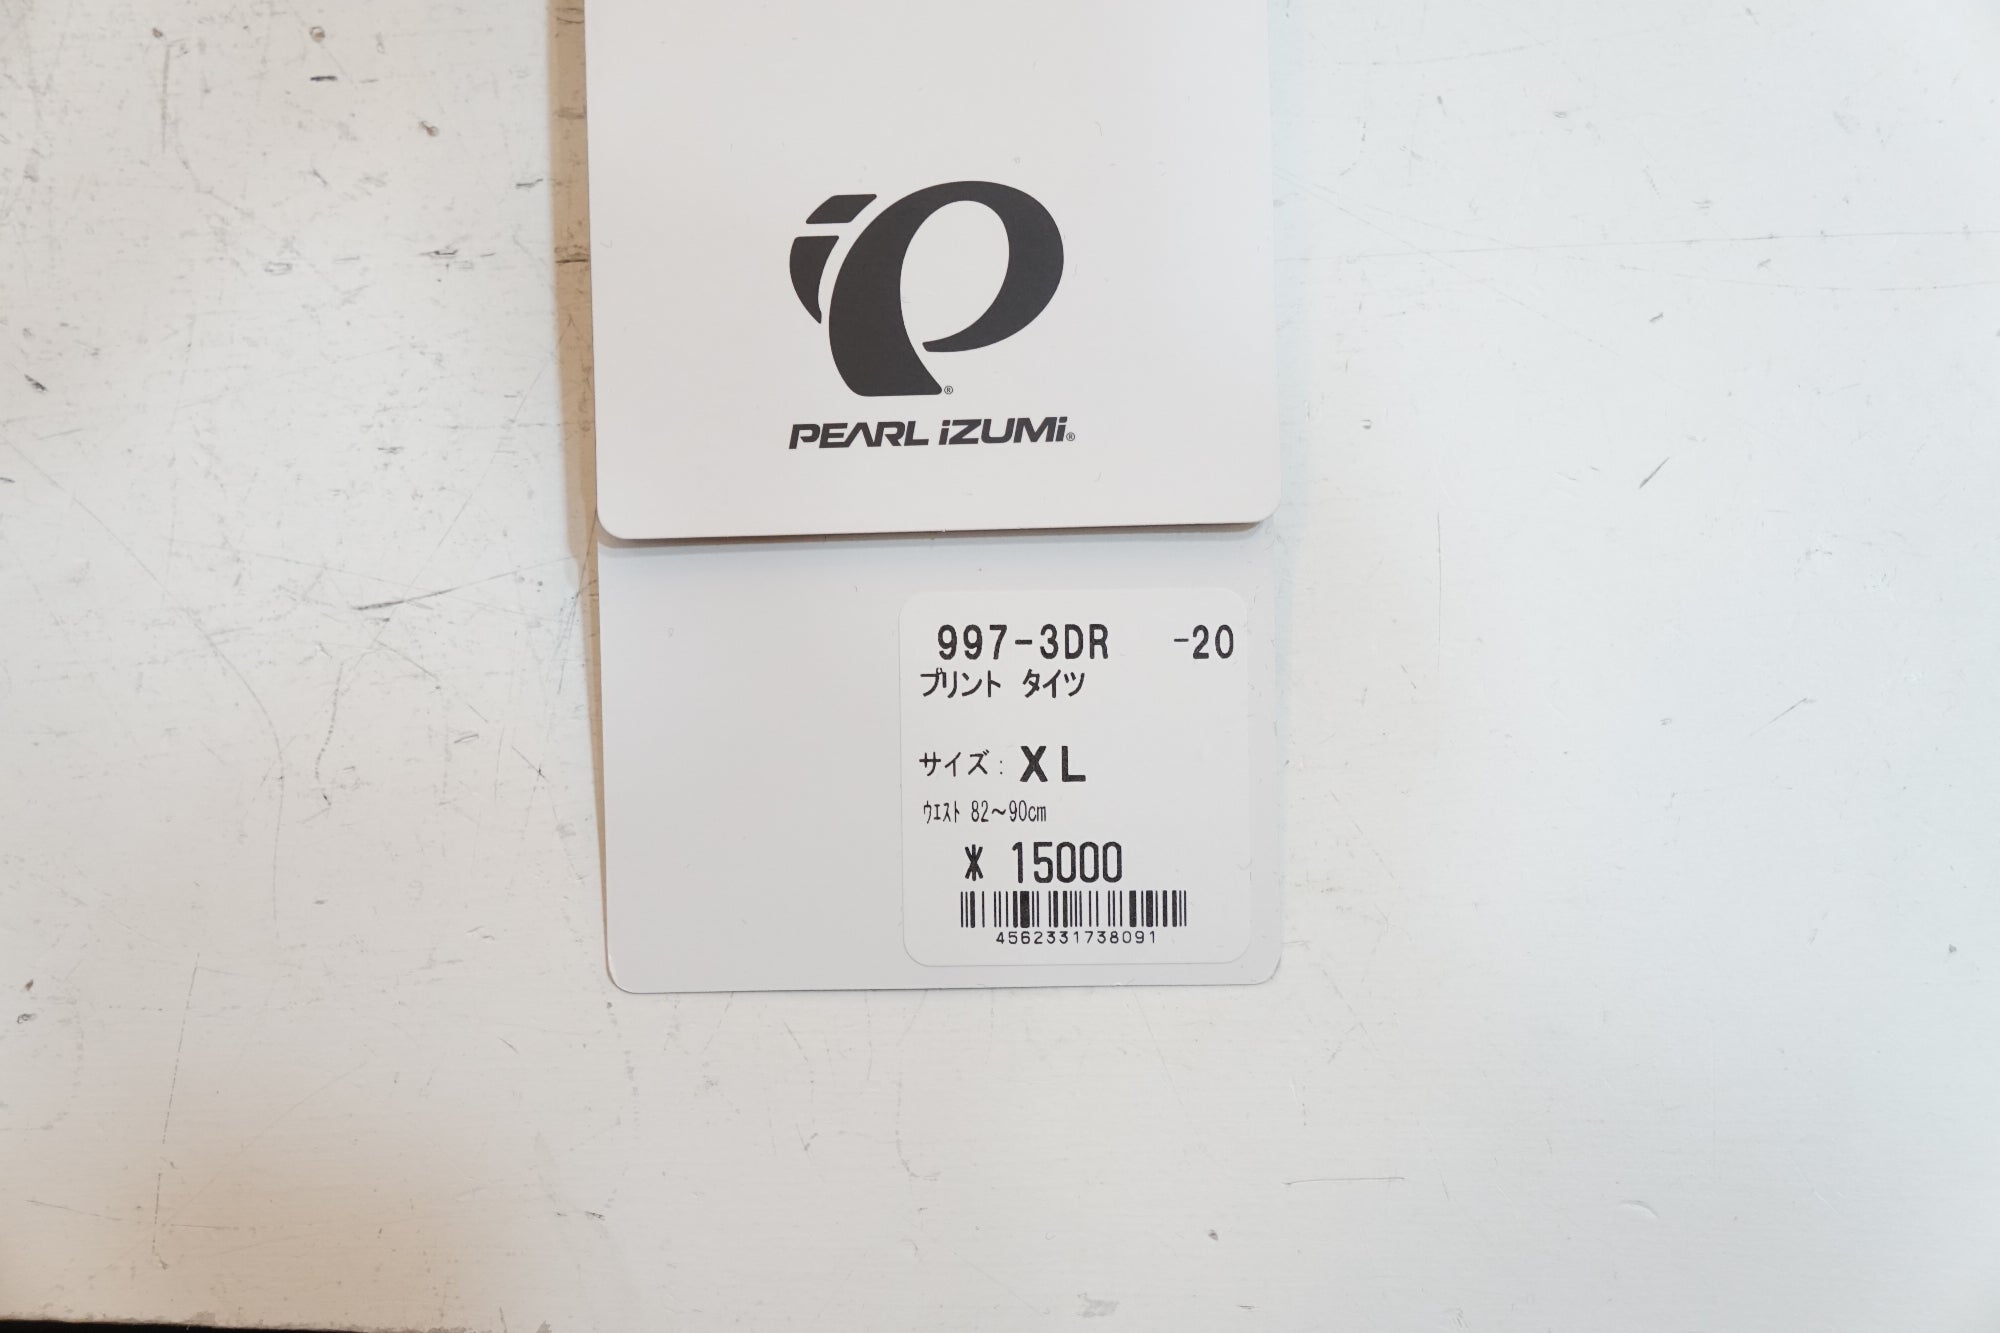 PEARL iZUMi®
997-3DR -20
プリント タイツ
サイズ: XL
ウエスト 82～90cm
¥ 15000
4562331738091